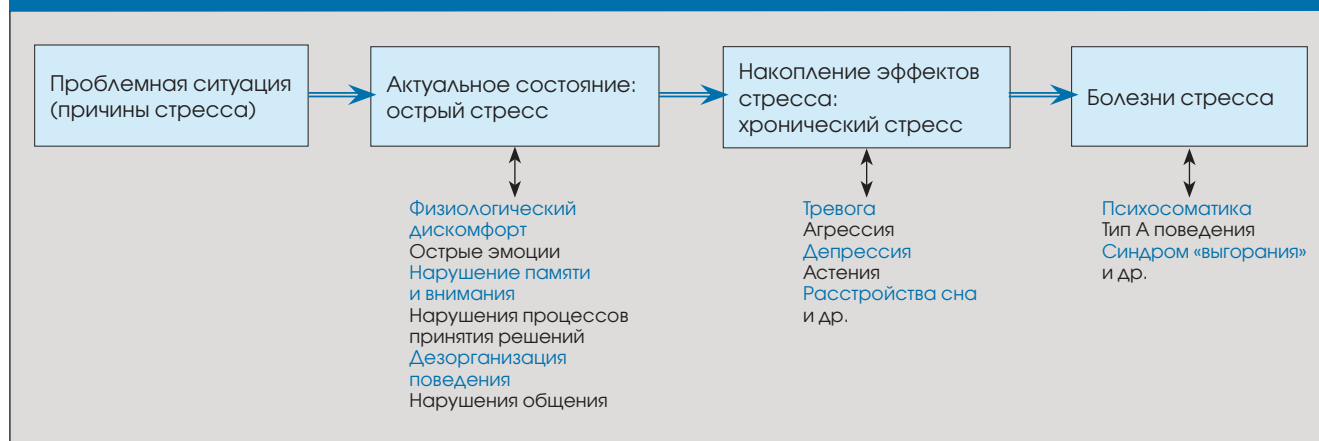 Проблемная ситуация
(причины стресса)
Актуальное состояние:
острый стресс
Накопление эффектов
стресса:
хронический стресс
Болезни стресса
Физиологический
дискомфорт
Острые эмоции
Нарушение памяти
и внимания
Нарушения процессов
принятия решений
Дезорганизация
поведения
Нарушения общения
Тревога
Агрессия
Депрессия
Астения
Расстройства сна
и др.
Психосоматика
Тип А поведения
Синдром «выгорания»
и др.